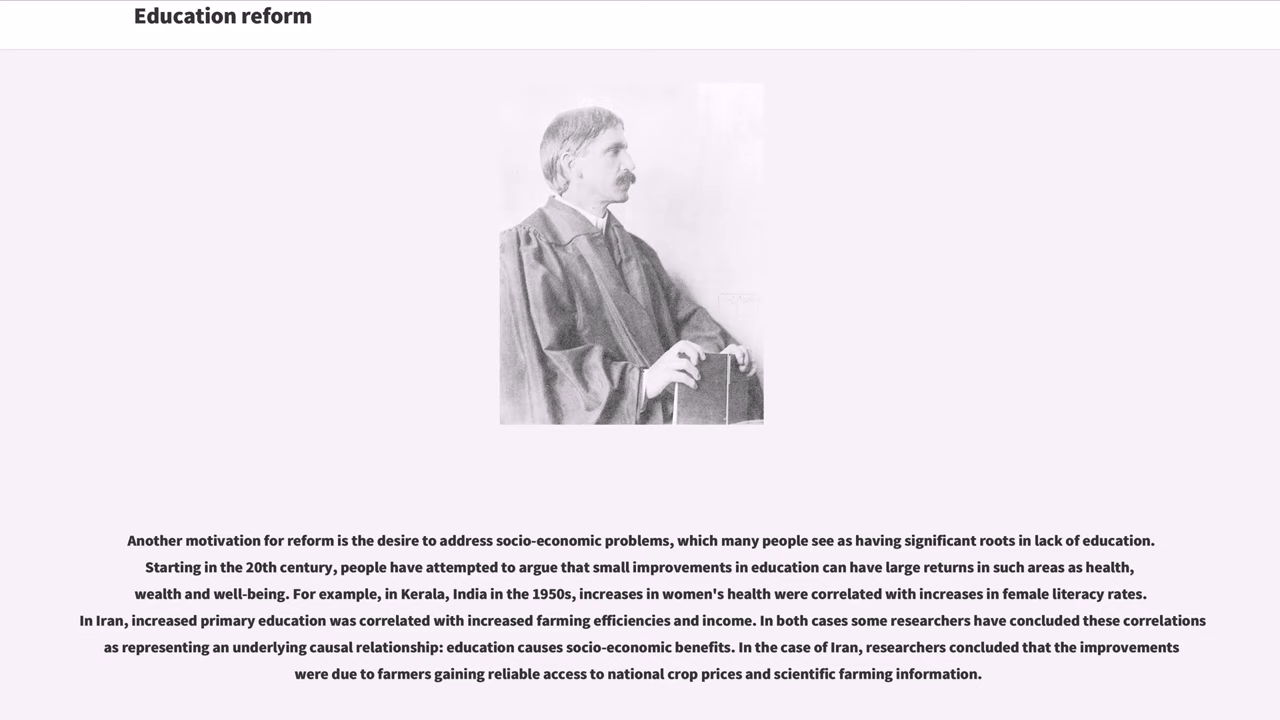 Education reform
Another motivation for reform is the desire to address socio-economic problems, which many people see as having significant roots in lack of education.
Starting in the 20th century, people have attempted to argue that small improvements in education can have large returns in such areas as health,
wealth and well-being. For example, in Kerala, India in the 1950s, increases in women's health were correlated with increases in female literacy rates.
In Iran, increased primary education was correlated with increased farming efficiencies and income. In both cases some researchers have concluded these correlations
as representing an underlying causal relationship: education causes socio-economic benefits. In the case of Iran, researchers concluded that the improvements
were due to farmers gaining reliable access to national crop prices and scientific farming information.